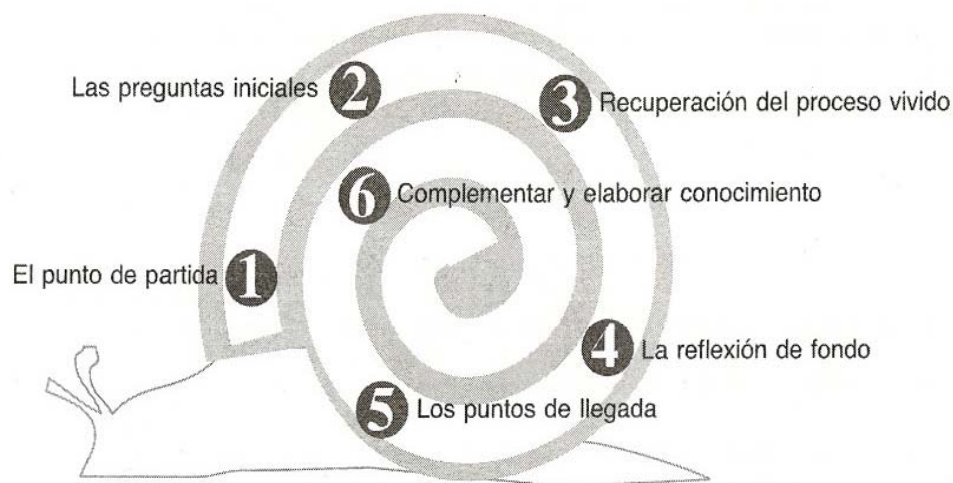 1 El punto de partida
2 Las preguntas iniciales
3 Recuperación del proceso vivido
4 La reflexión de fondo
5 Los puntos de llegada
6 Complementar y elaborar conocimiento